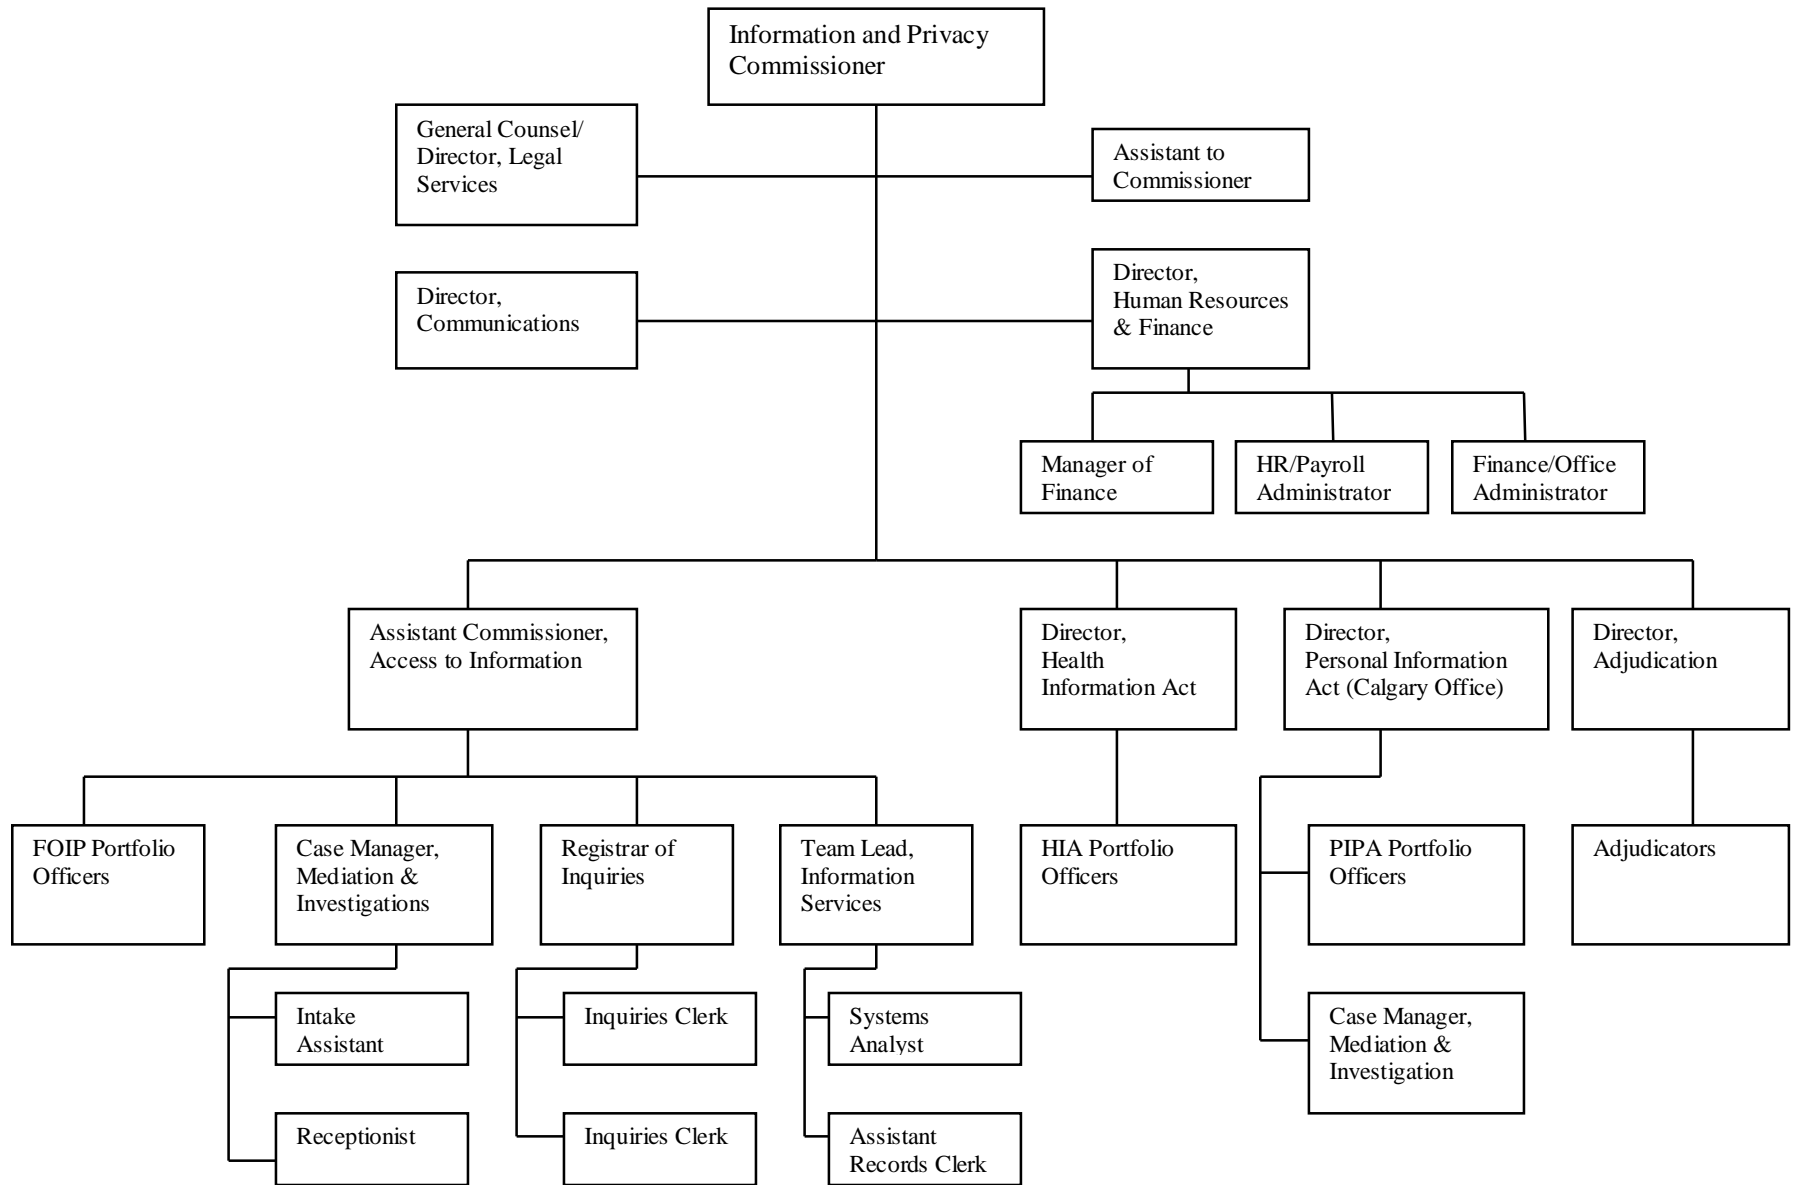 Information and Privacy
Commissioner
General Counsel/
Director, Legal
Services
Assistant to
Commissioner
Director,
Communications
Director,
Human Resources
& Finance
Manager of
Finance
HR/Payroll
Administrator
Finance/Office
Administrator
Assistant Commissioner,
Access to Information
Director,
Health
Information Act
Director,
Personal Information
Act (Calgary Office)
Director,
Adjudication
FOIP Portfolio
Officers
Case Manager,
Mediation &
Investigations
Registrar of
Inquiries
Team Lead,
Information
Services
HIA Portfolio
Officers
PIPA Portfolio
Officers
Adjudicators
Intake
Assistant
Inquiries Clerk
Systems
Analyst
Case Manager,
Mediation &
Investigation
Receptionist
Inquiries Clerk
Assistant
Records Clerk